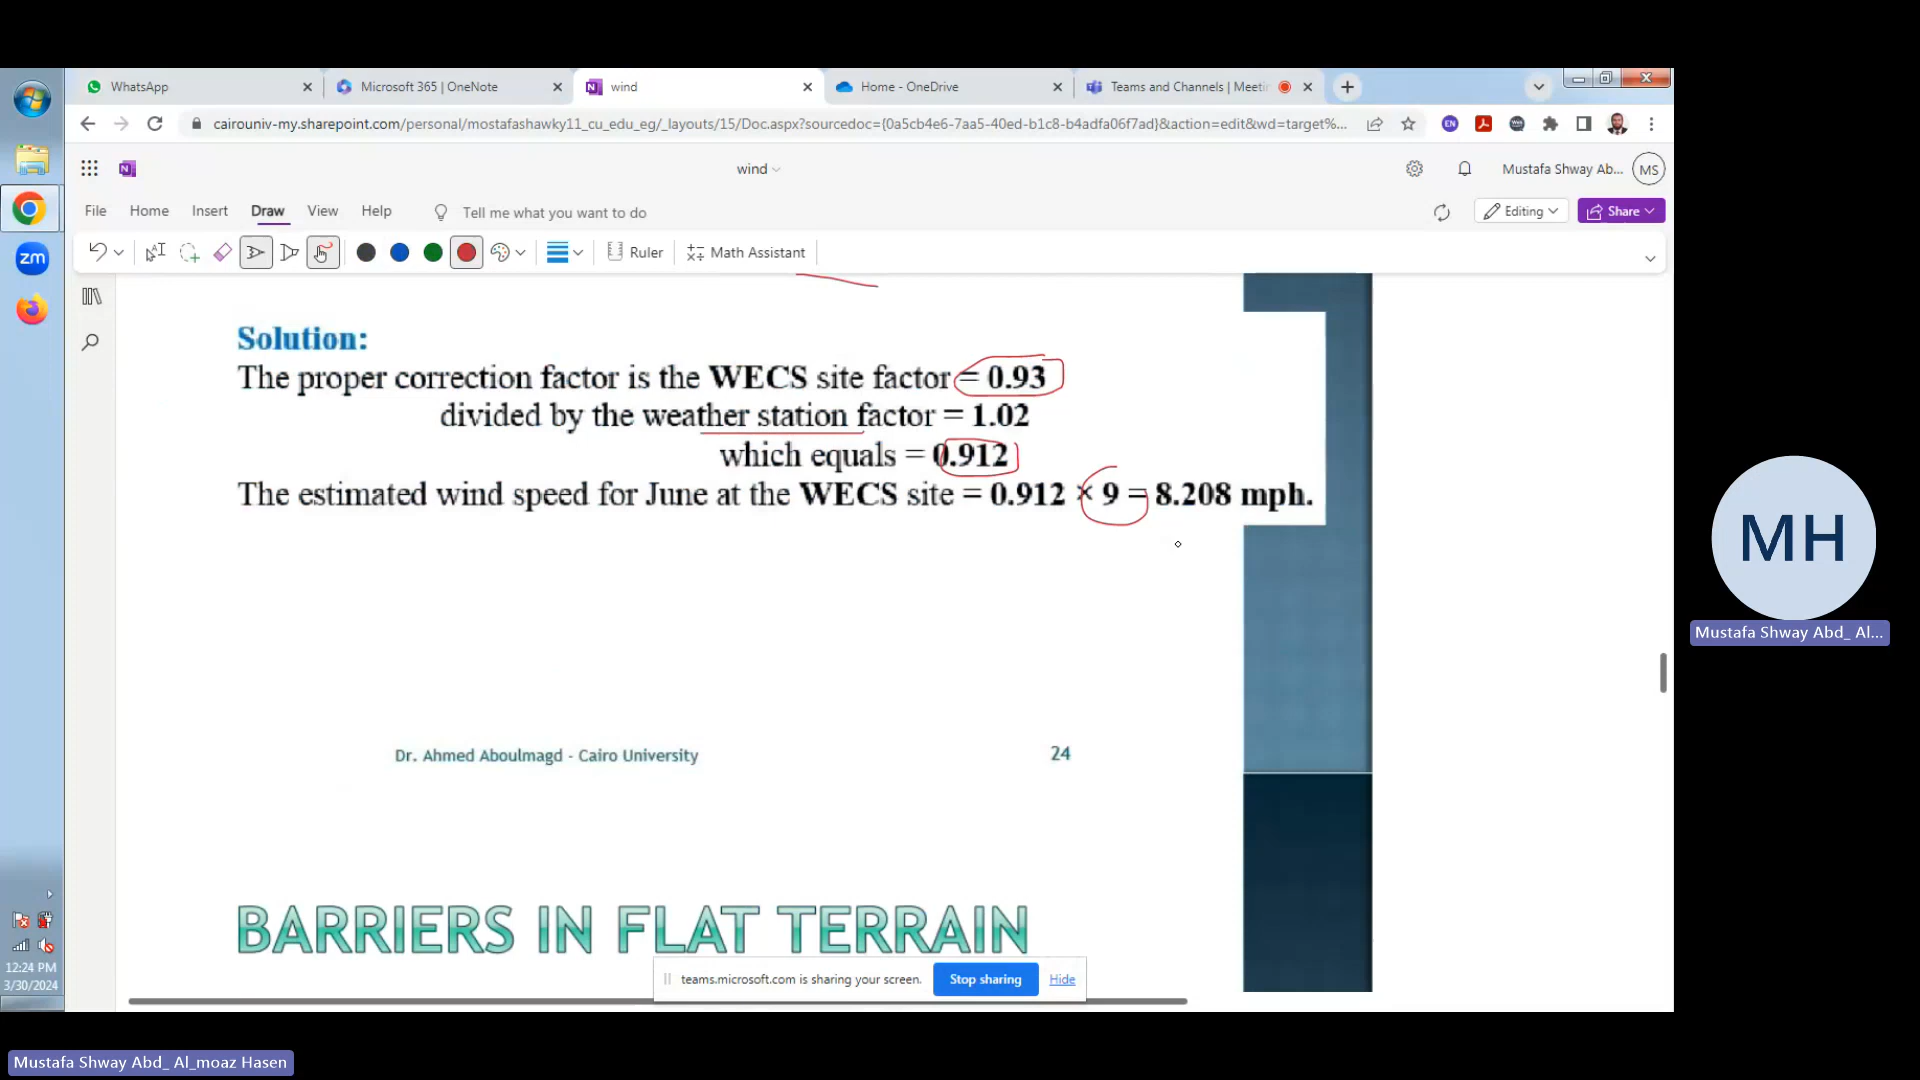 WhatsApp
Microsoft 365 | OneNote
wind
Home - OneDrive
Teams and Channels | Meeti
cairouniv-my.sharepoint.com/personal/mostafashawky11_cu_edu_eg/_layouts/15/Doc.aspx?sourcedoc={0a5cb4e6-7aa5-40ed-b1c8-b4adfa06f7ad}&action=edit&wd=target%...
wind
Mustafa Shway Ab...
MS
File
Home
Insert
Draw
View
Help
Tell me what you want to do
Editing
Share
Ruler
Math Assistant
Solution:
The proper correction factor is the WECS site factor = 0.93
divided by the weather station factor = 1.02
which equals = 0.912
The estimated wind speed for June at the WECS site = 0.912 × 9 = 8.208 mph.
Dr. Ahmed Aboulmagd - Cairo University
24
BARRIERS IN FLAT TERRAIN
teams.microsoft.com is sharing your screen.
Stop sharing
Hide
zm
EN
12:24 PM
3/30/2024
MH
Mustafa Shway Abd_ Al...
Mustafa Shway Abd_ Al_moaz Hasen